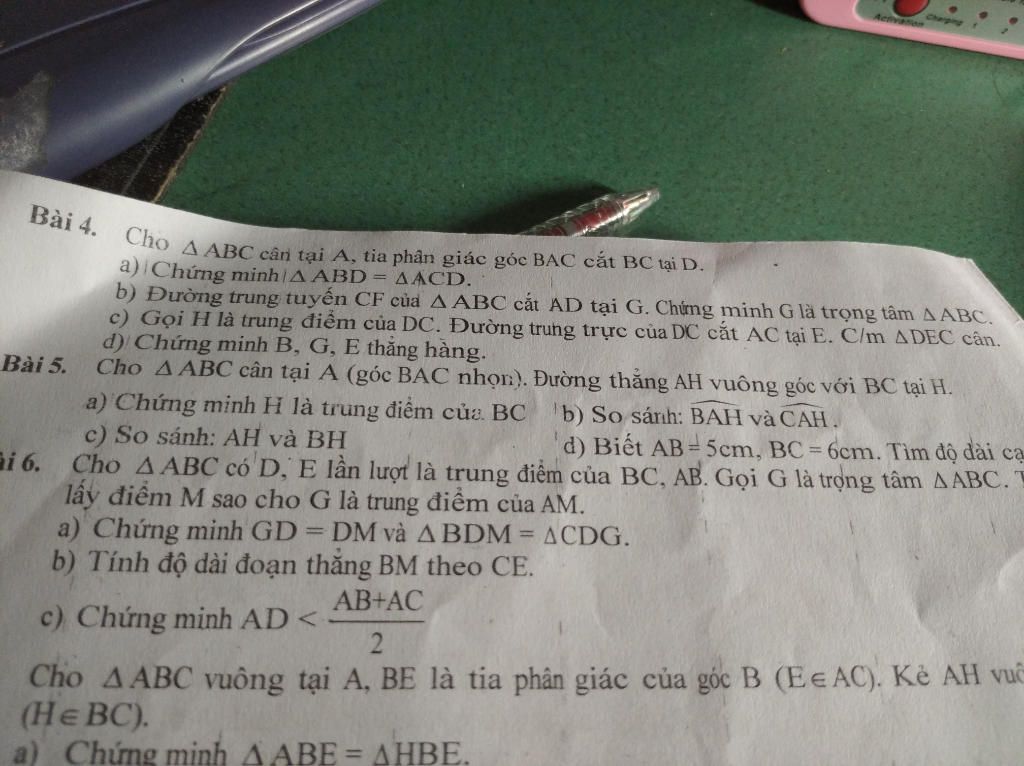 Activation Charging 1 2
Bài 4. Cho Δ ABC cân tại A, tia phân giác góc BAC cắt BC tại D.
a) Chứng minh Δ ABD = ΔACD.
b) Đường trung tuyến CF của Δ ABC cắt AD tại G. Chứng minh G là trọng tâm Δ ABC.
c) Gọi H là trung điểm của DC. Đường trung trực của DC cắt AC tại E. C/m ΔDEC cân.
d) Chứng minh B, G, E thẳng hàng.
Bài 5. Cho Δ ABC cân tại A (góc BAC nhọn). Đường thẳng AH vuông góc với BC tại H.
a) Chứng minh H là trung điểm của BC b) So sánh: BAH và CAH.
c) So sánh: AH và BH d) Biết AB = 5cm, BC = 6cm. Tìm độ dài
6. Cho Δ ABC có D, E lần lượt là trung điểm của BC, AB. Gọi G là trọng tâm Δ ABC.
lấy điểm M sao cho G là trung điểm của AM.
a) Chứng minh GD = DM và Δ BDM = ΔCDG.
b) Tính độ dài đoạn thẳng BM theo CE.
c) Chứng minh AD < AB+AC / 2
Cho Δ ABC vuông tại A, BE là tia phân giác của góc B (E∈AC). Kẻ AH
(H∈BC).
a) Chứng minh Δ ABE = ΔHBE.